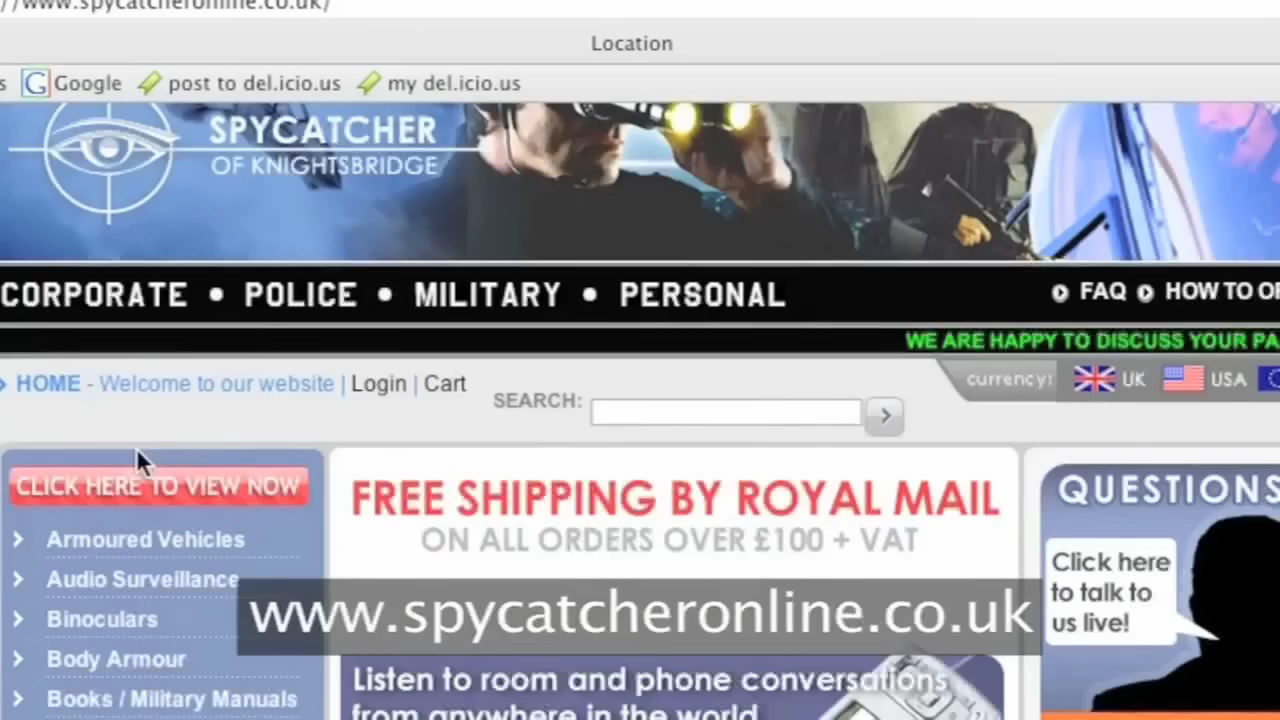 //www.spycatcheronline.co.uk/
Location
s Google post to del.icio.us my del.icio.us
SPYCATCHER
OF KNIGHTSBRIDGE
CORPORATE • POLICE • MILITARY • PERSONAL
FAQ HOW TO OR
WE ARE HAPPY TO DISCUSS YOUR PA
HOME - Welcome to our website | Login | Cart
SEARCH:
currency:
UK USA
CLICK HERE TO VIEW NOW
Armoured Vehicles
Audio Surveillance
Binoculars
Body Armour
Books / Military Manuals
FREE SHIPPING BY ROYAL MAIL
ON ALL ORDERS OVER £100 + VAT
www.spycatcheronline.co.uk
Listen to room and phone conversations
from anywhere in the world
QUESTIONS
Click here
to talk to
us live!